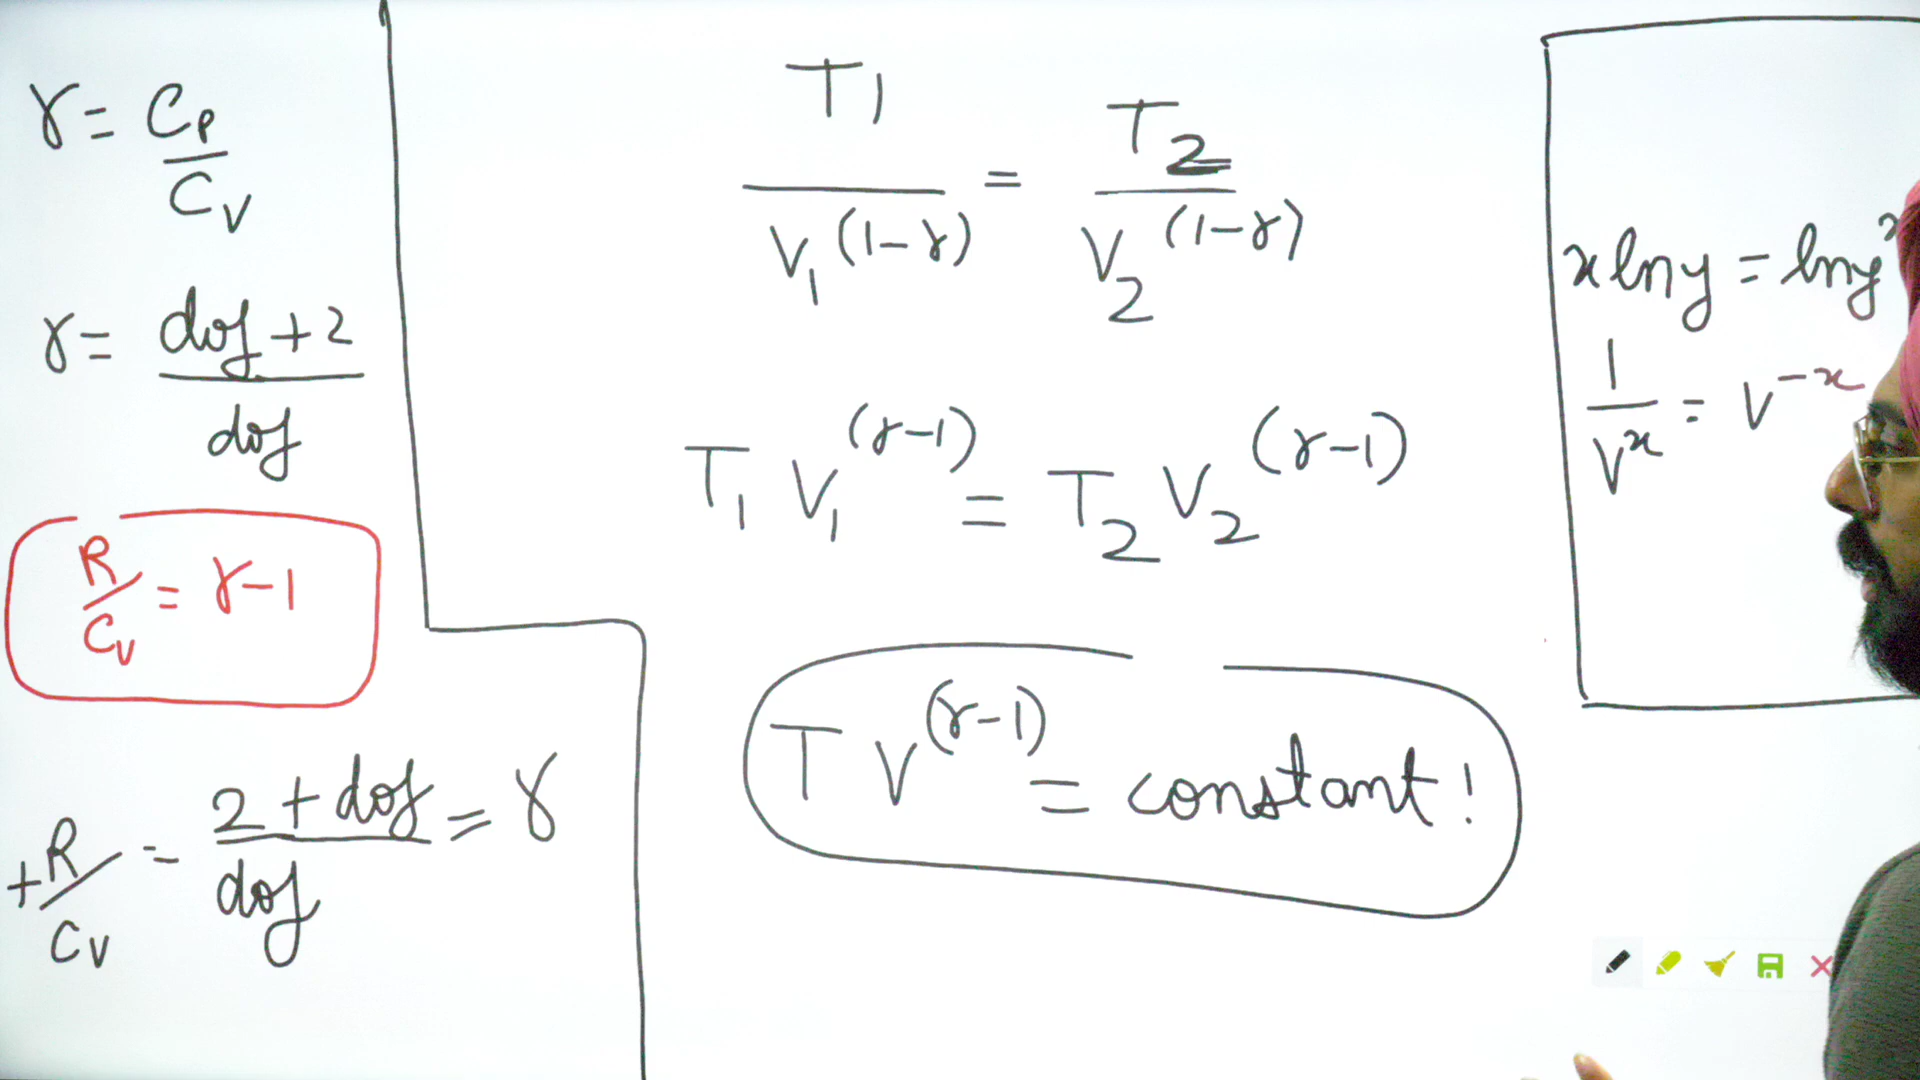 γ = Cp/Cv
γ = (dof + 2)/dof
R/Cv = γ - 1
+ R/Cv = (2 + dof)/dof = γ
T₁/V₁^(1-γ) = T₂/V₂^(1-γ)
T₁ V₁^(γ-1) = T₂ V₂^(γ-1)
T V^(γ-1) = constant!
x ln y = ln y^x
1/V^x = V^-x